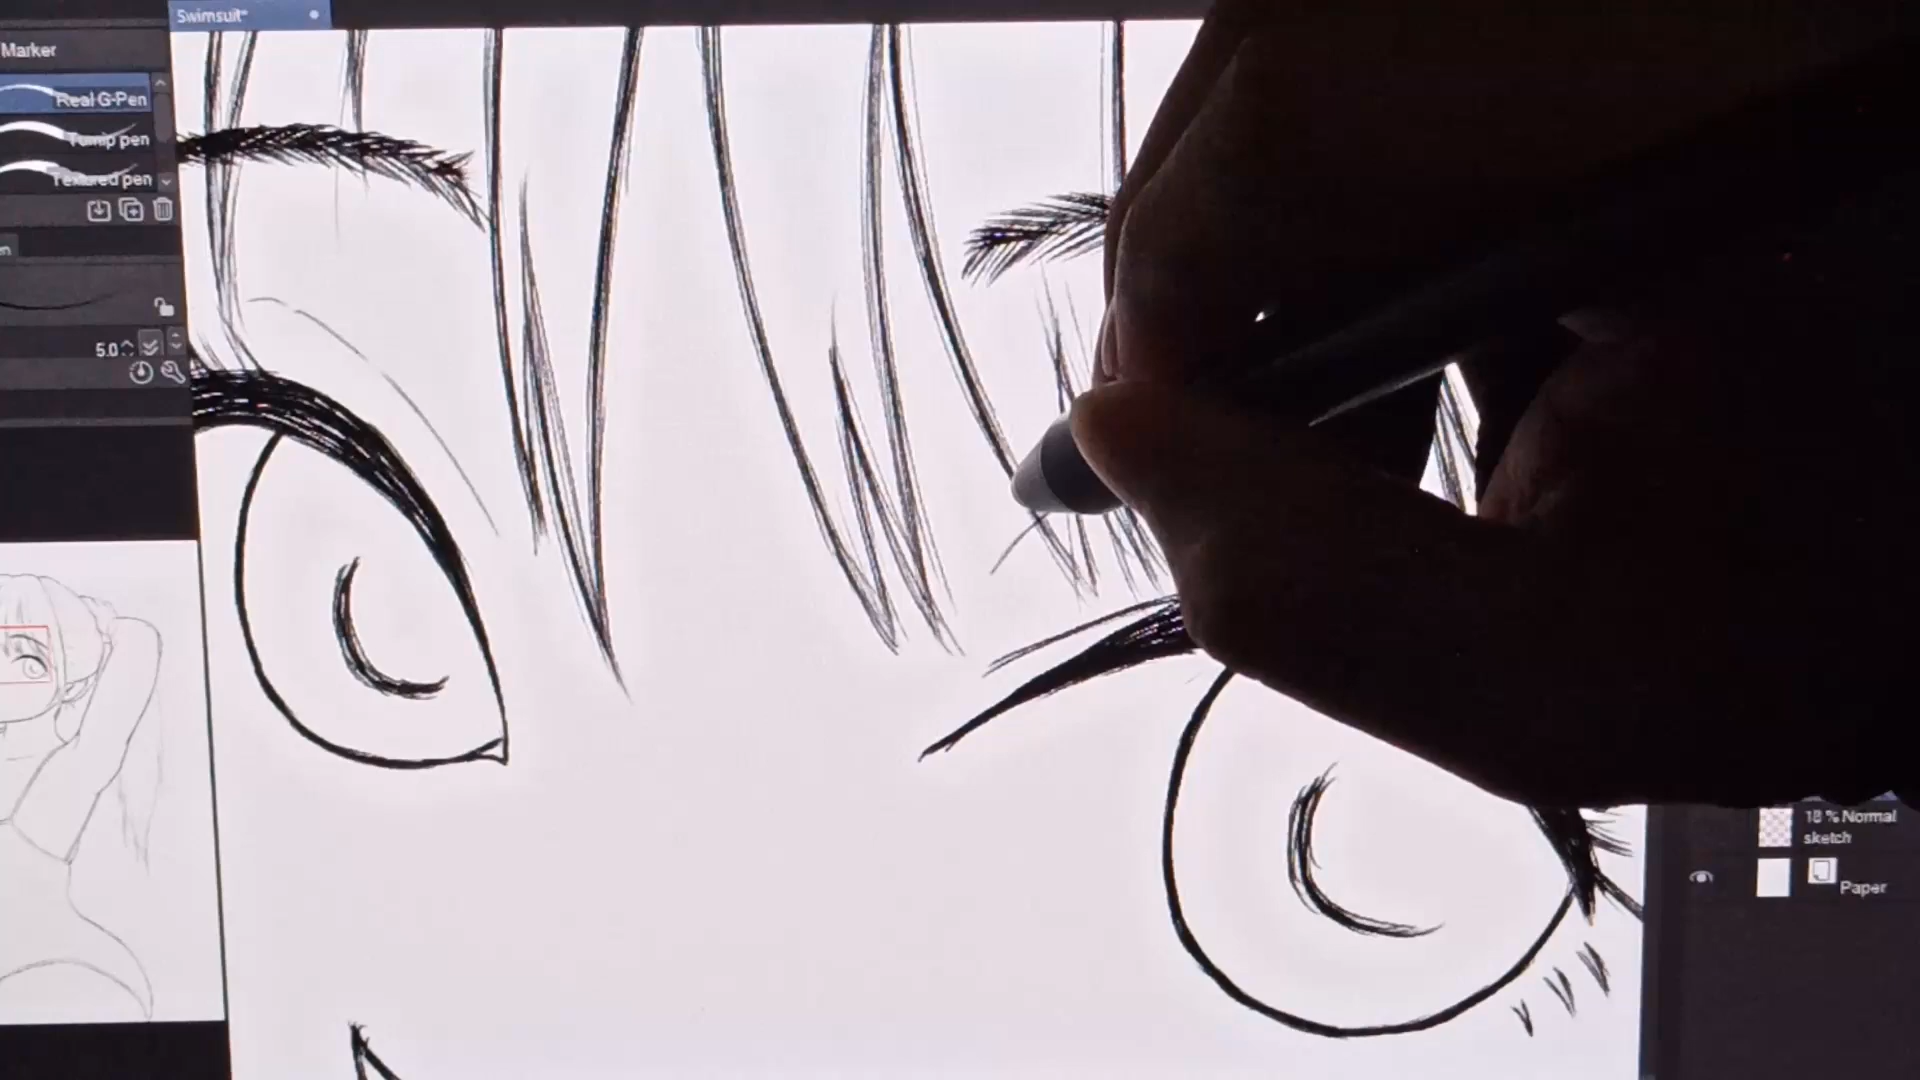 Swimsuit*
Marker
Real G-Pen
Turnip pen
Textured pen
5.0
18 % Normal
sketch
Paper